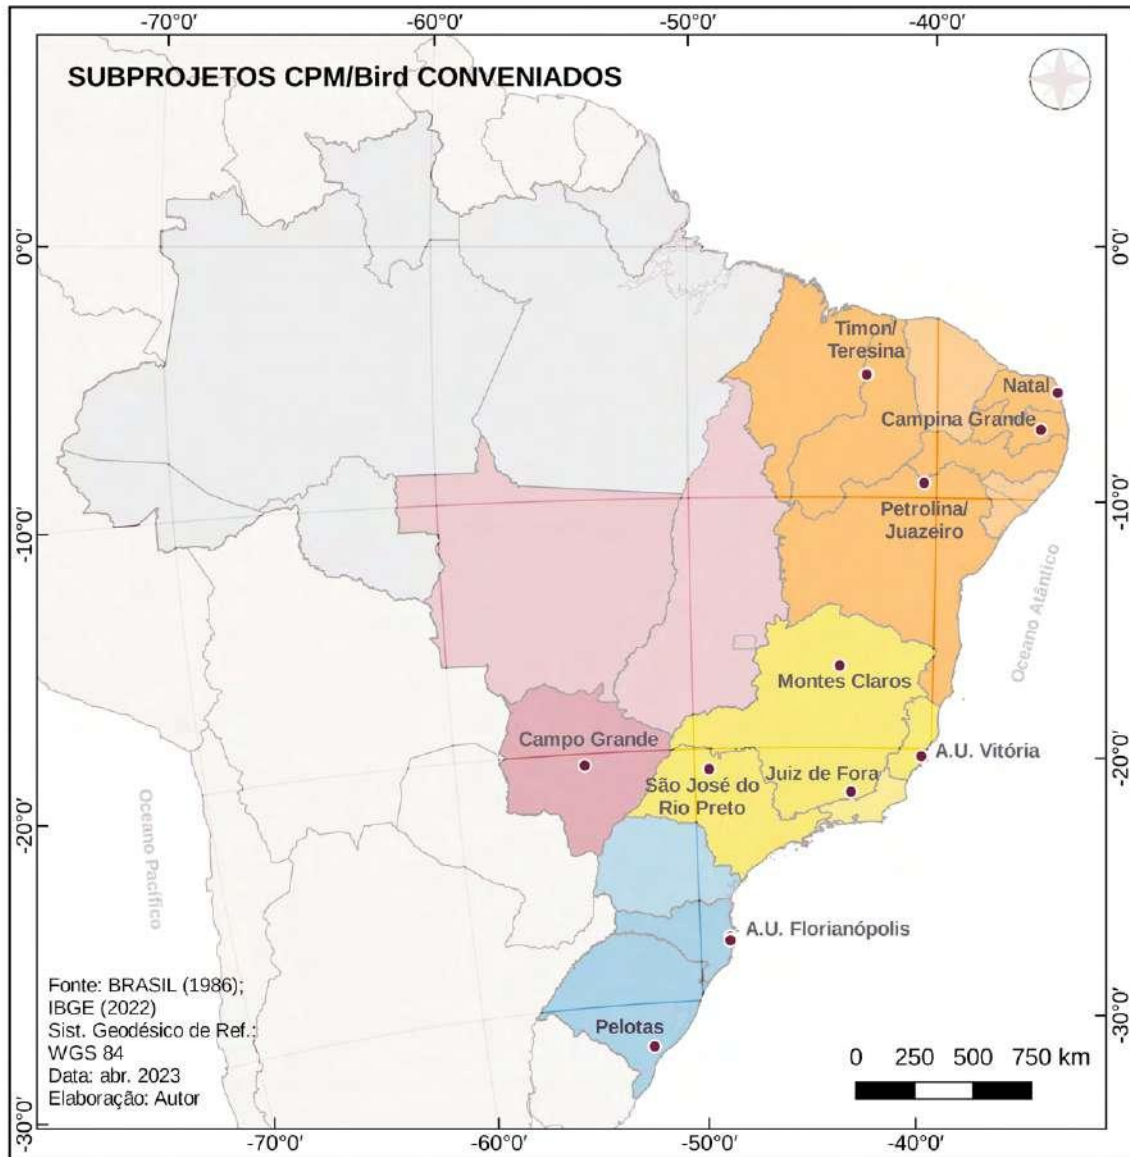 -70°0′
-60°0′
-50°0′
-40°0′
SUBPROJETOS CPM/Bird CONVENIADOS
0°0′
0°0′
Timon/
Teresina
Natal
Campina Grande
Petrolina/
Juazeiro
-10°0′
-10°0′
Oceano Atlântico
Montes Claros
Campo Grande
A.U. Vitória
São José do
Rio Preto
Juiz de Fora
-20°0′
-20°0′
Oceano Pacífico
A.U. Florianópolis
Pelotas
Fonte: BRASIL (1986);
IBGE (2022)
Sist. Geodésico de Ref.:
WGS 84
Data: abr. 2023
Elaboração: Autor
0 250 500 750 km
-30°0′
-30°0′
-70°0′
-60°0′
-50°0′
-40°0′